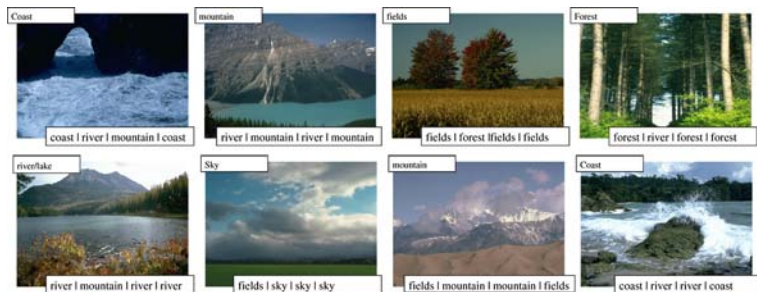 Coast
mountain
fields
Forest
coast | river | mountain | coast
river | mountain | river | mountain
fields | forest |fields | fields
forest | river | forest | forest
river/lake
Sky
mountain
Coast
river | mountain | river | river
fields | sky | sky | sky
fields | mountain | mountain | fields
coast | river | river | coast